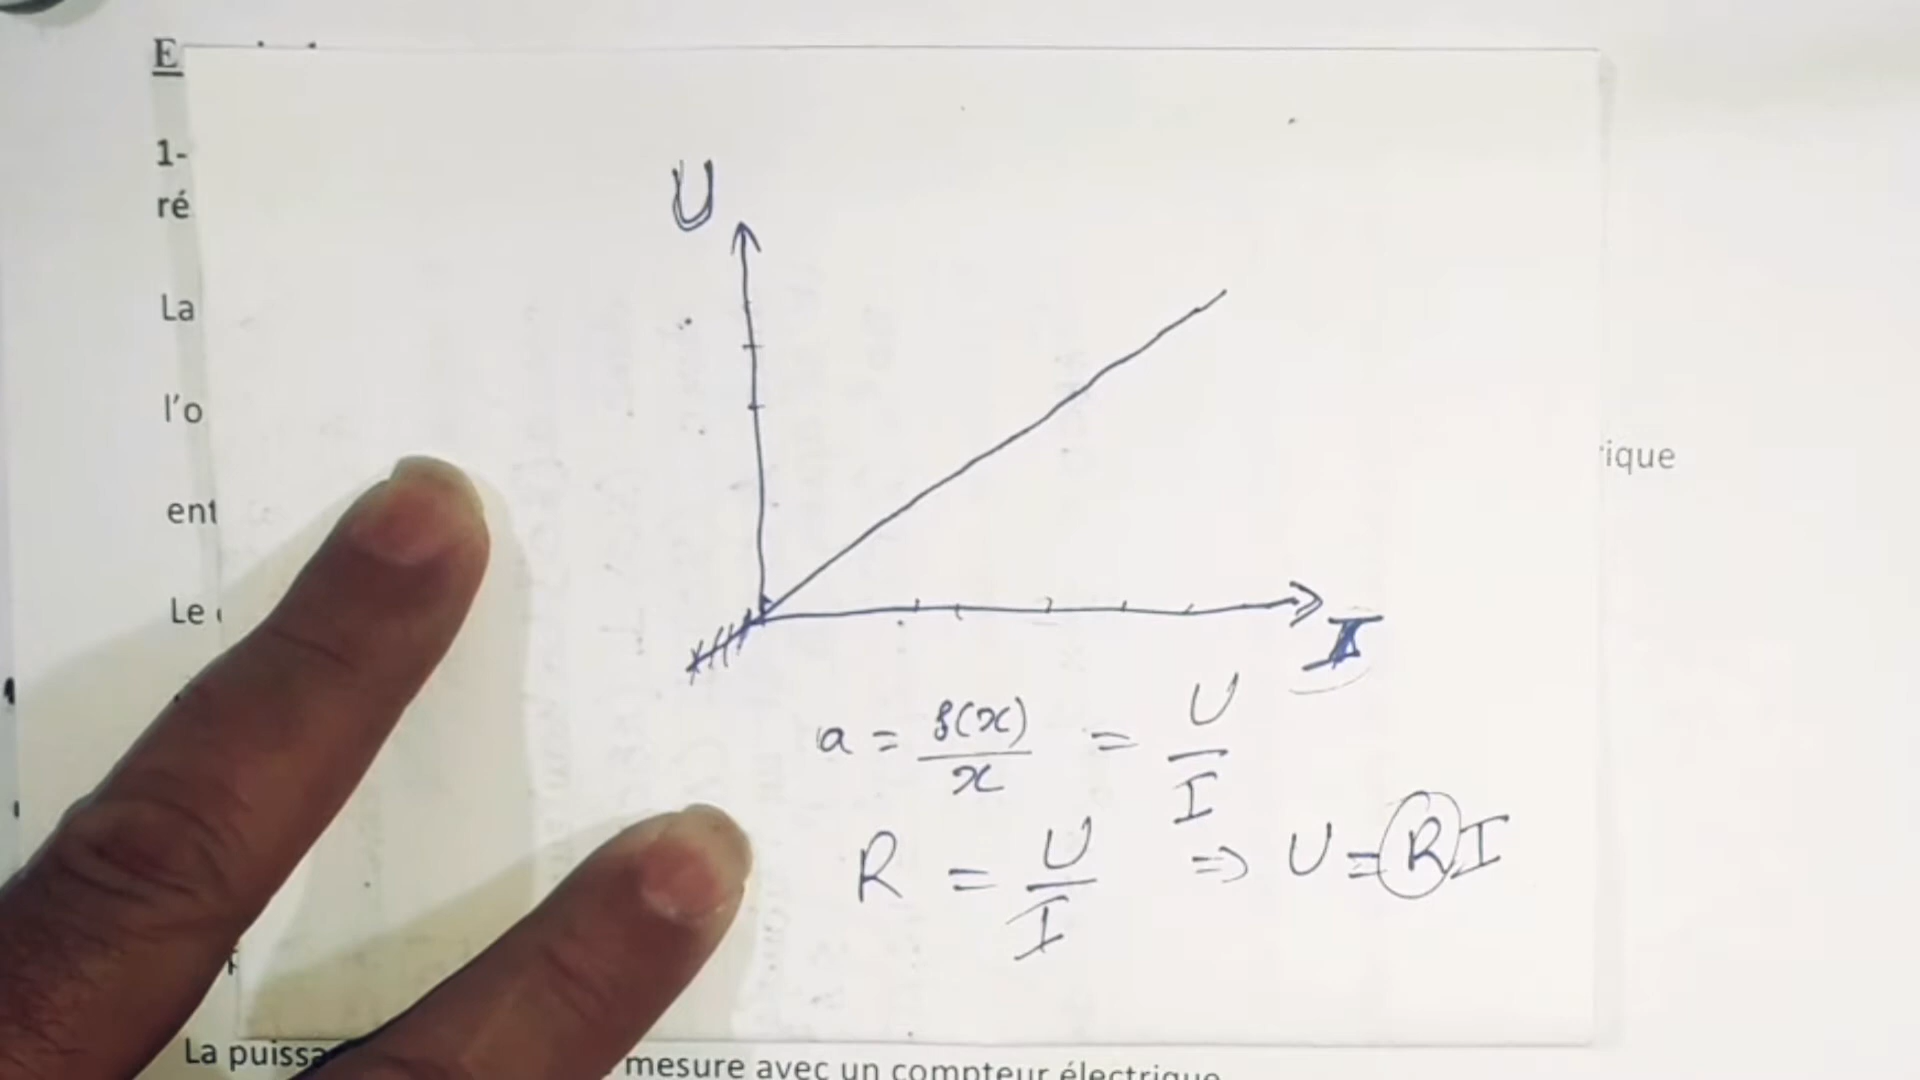 E
1-
ré
La
l'o
ent
Le
rique
U
I
a = f(x)/x = U/I
R = U/I ⇒ U = RI
La puissa mesure avec un compteur électrique